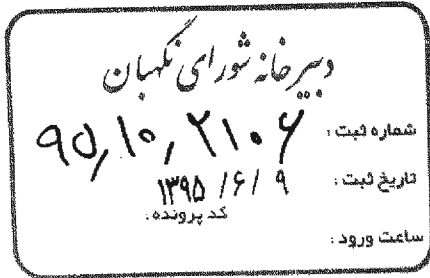 دبیرخانه شورای نگهبان
شماره ثبت : ۹۵٫۱۰٫۲۱۰۶
تاریخ ثبت : ۱۳۹۵/۶/۹
کد پرونده:
ساعت ورود :